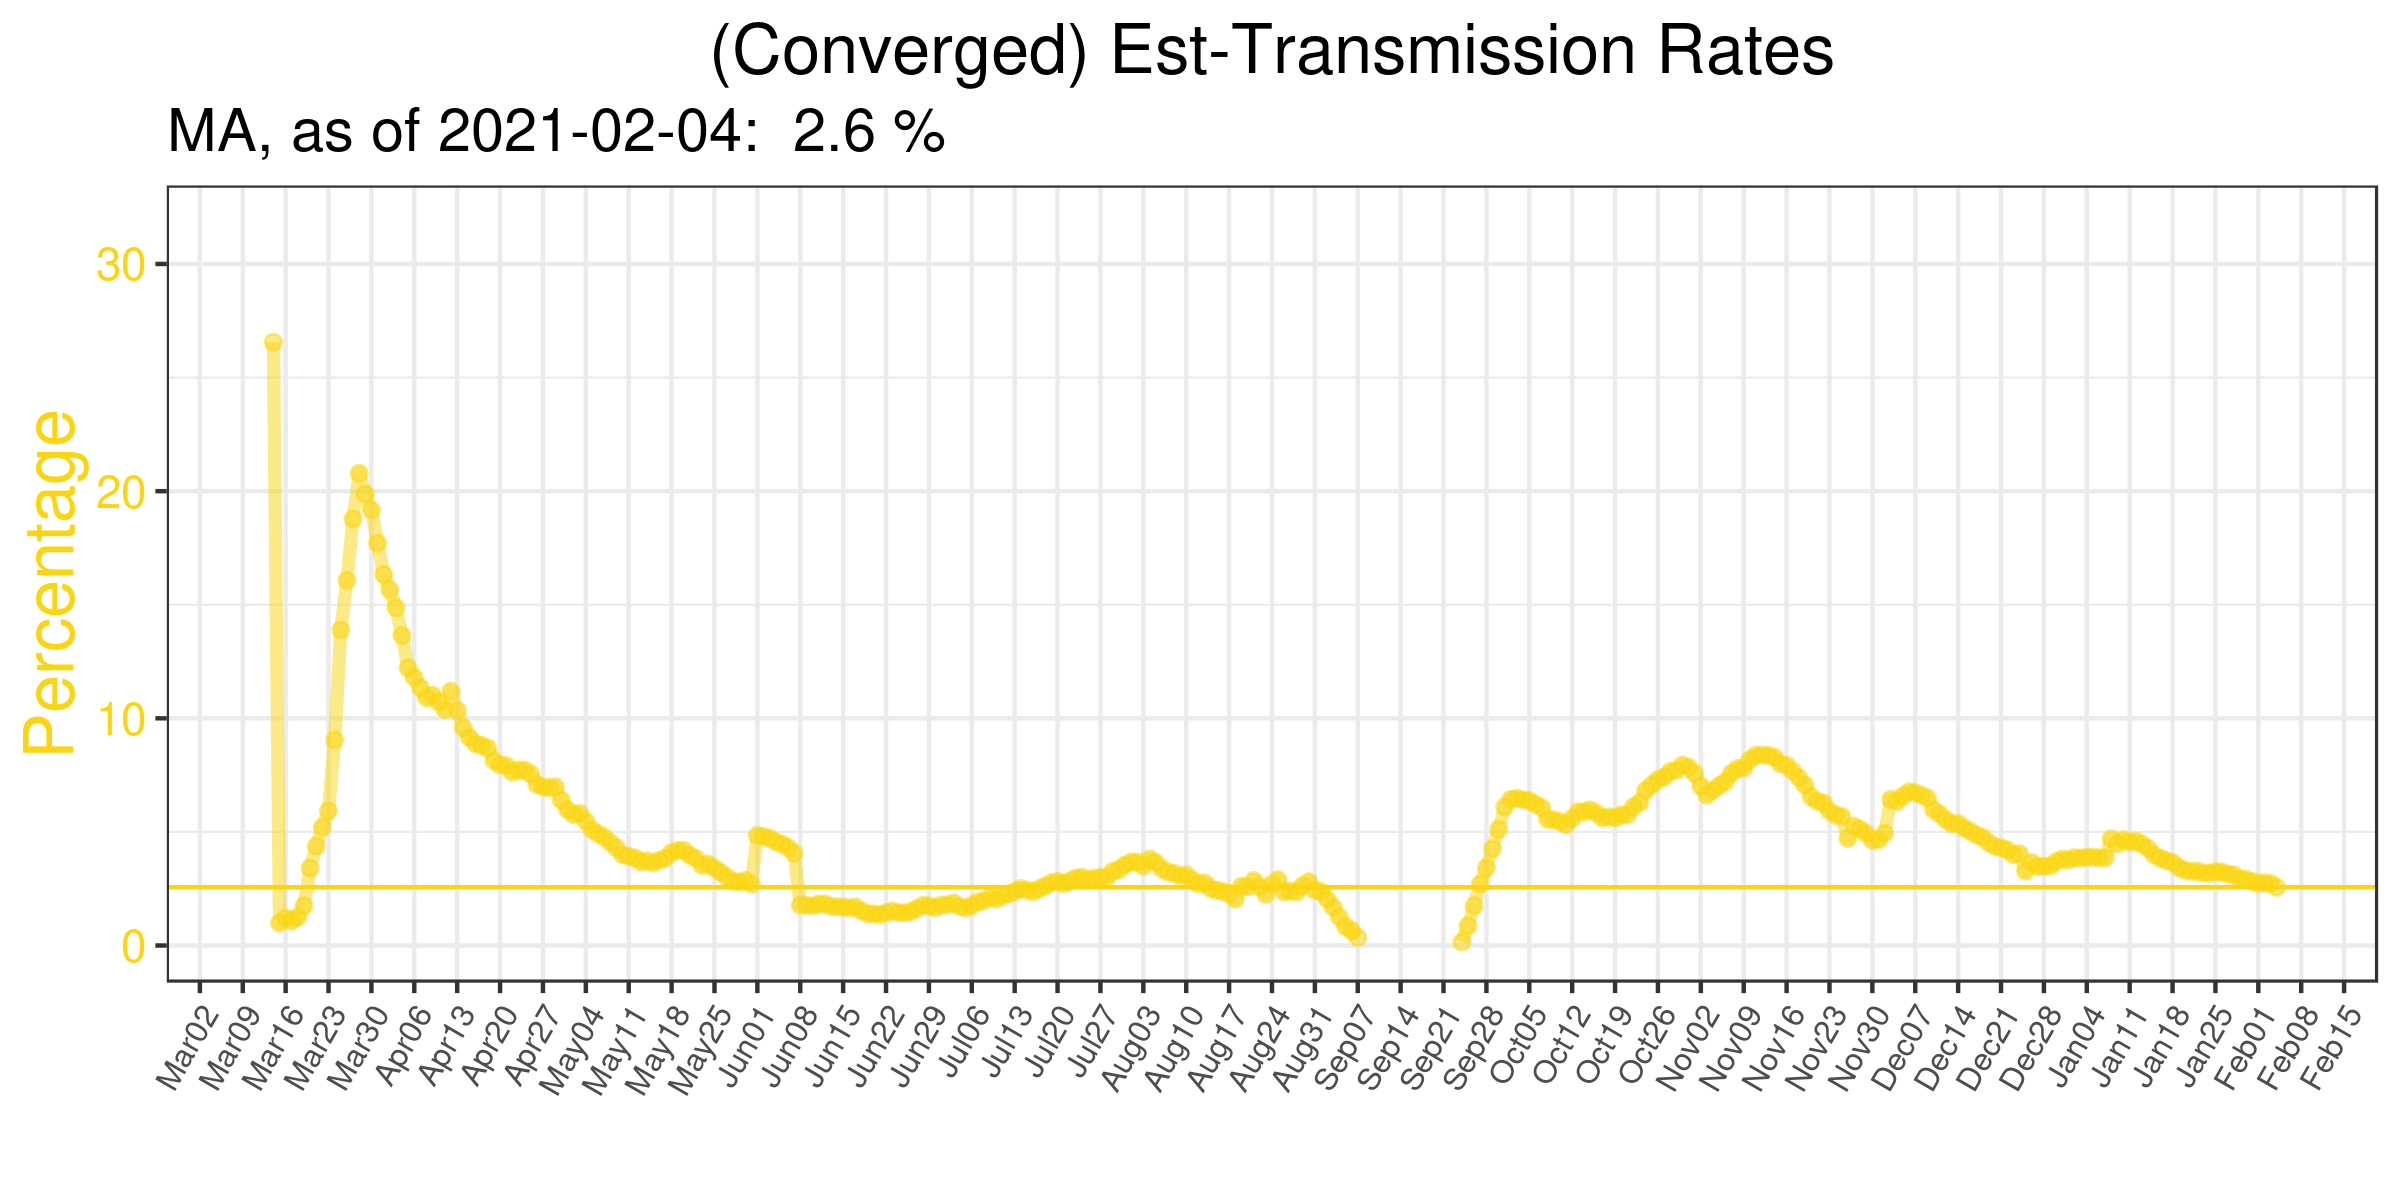 (Converged) Est-Transmission Rates
MA, as of 2021-02-04:  2.6 %
Percentage
30
20
10
0
Mar02
Mar09
Mar16
Mar23
Mar30
Apr06
Apr13
Apr20
Apr27
May04
May11
May18
May25
Jun01
Jun08
Jun15
Jun22
Jun29
Jul06
Jul13
Jul20
Jul27
Aug03
Aug10
Aug17
Aug24
Aug31
Sep07
Sep14
Sep21
Sep28
Oct05
Oct12
Oct19
Oct26
Nov02
Nov09
Nov16
Nov23
Nov30
Dec07
Dec14
Dec21
Dec28
Jan04
Jan11
Jan18
Jan25
Feb01
Feb08
Feb15